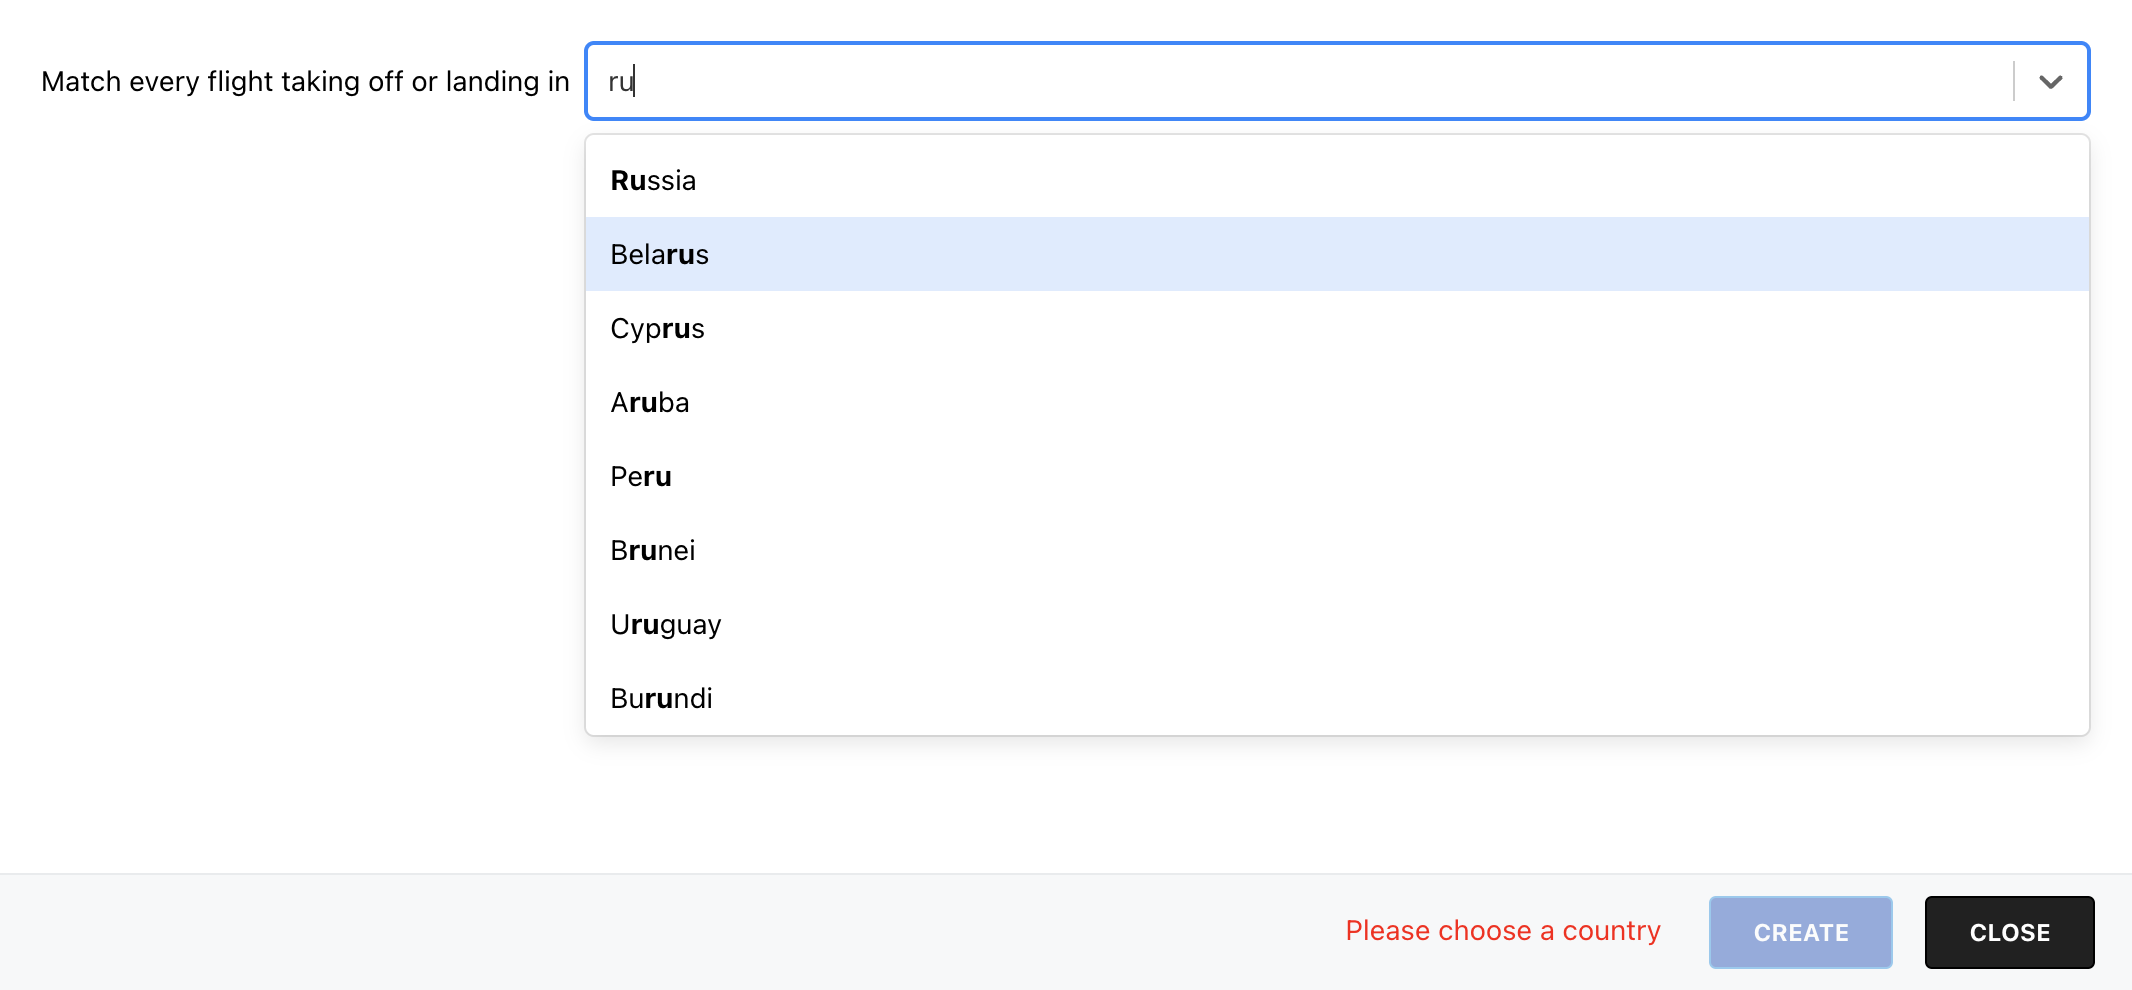 Match every flight taking off or landing in ru
Russia
Belarus
Cyprus
Aruba
Peru
Brunei
Uruguay
Burundi
Please choose a country CREATE CLOSE